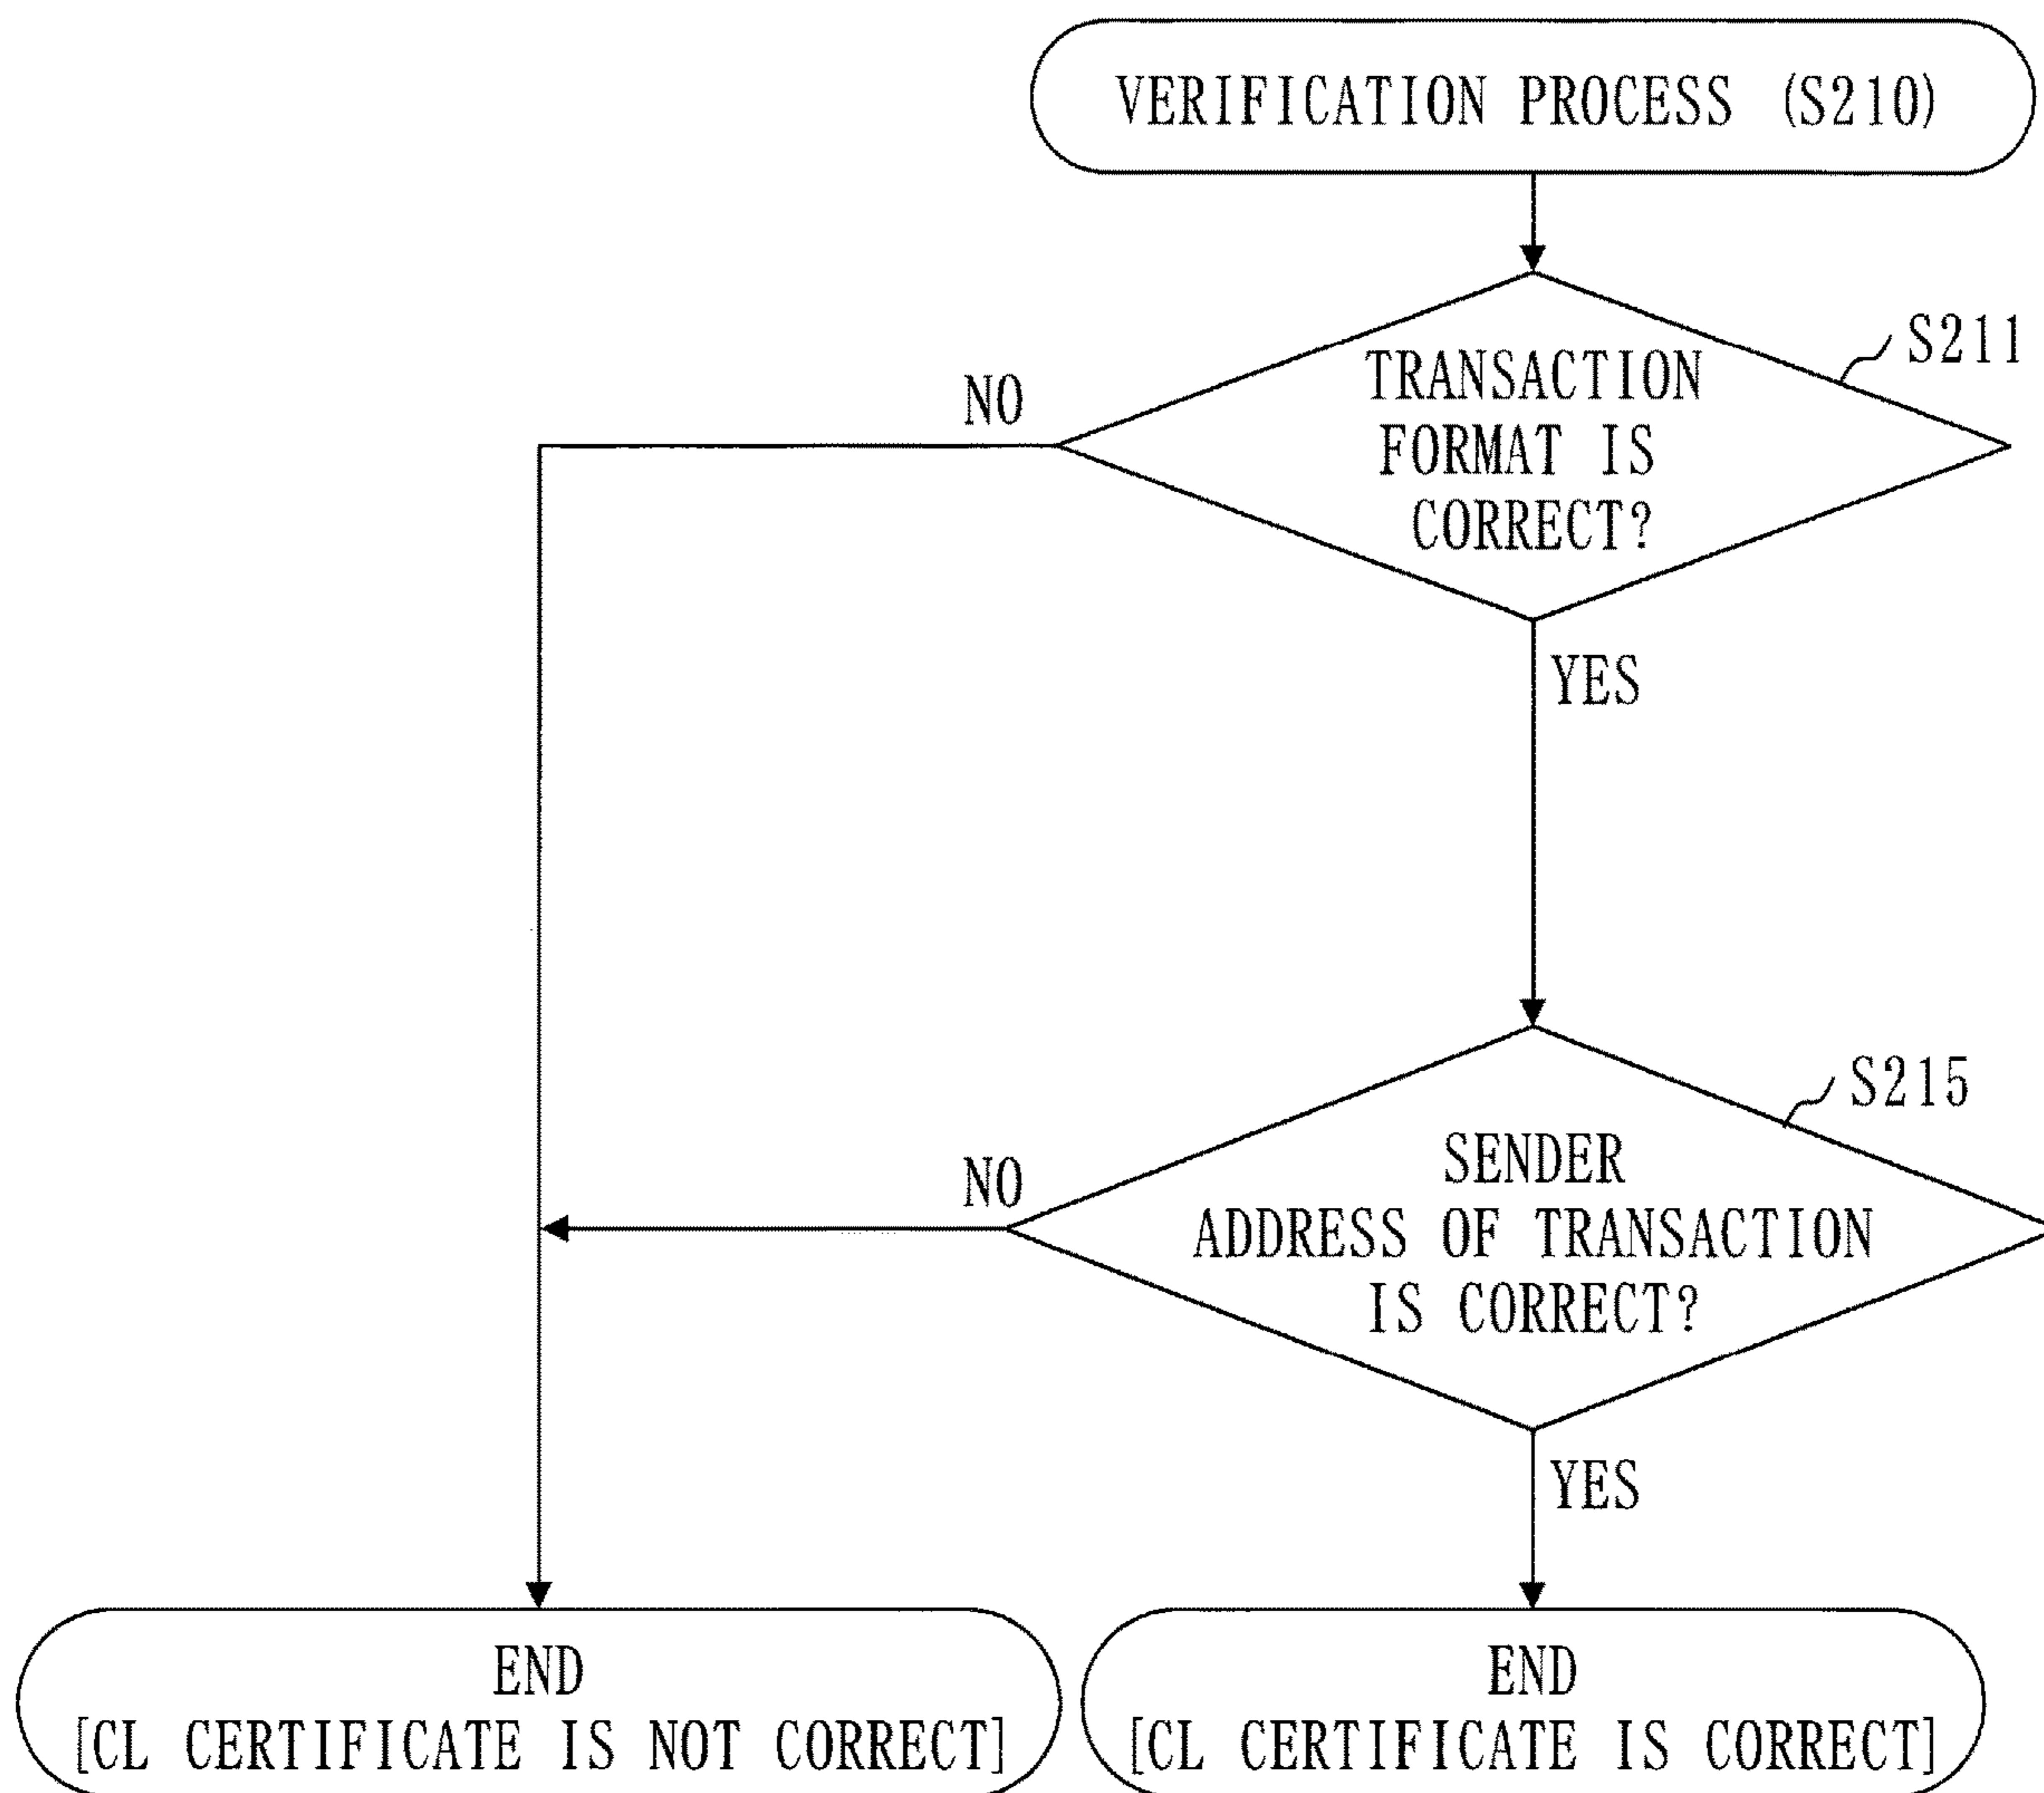 VERIFICATION PROCESS (S210)
S211
TRANSACTION
FORMAT IS
CORRECT?
NO
YES
S215
SENDER
ADDRESS OF TRANSACTION
IS CORRECT?
NO
YES
END
[CL CERTIFICATE IS NOT CORRECT]
END
[CL CERTIFICATE IS CORRECT]